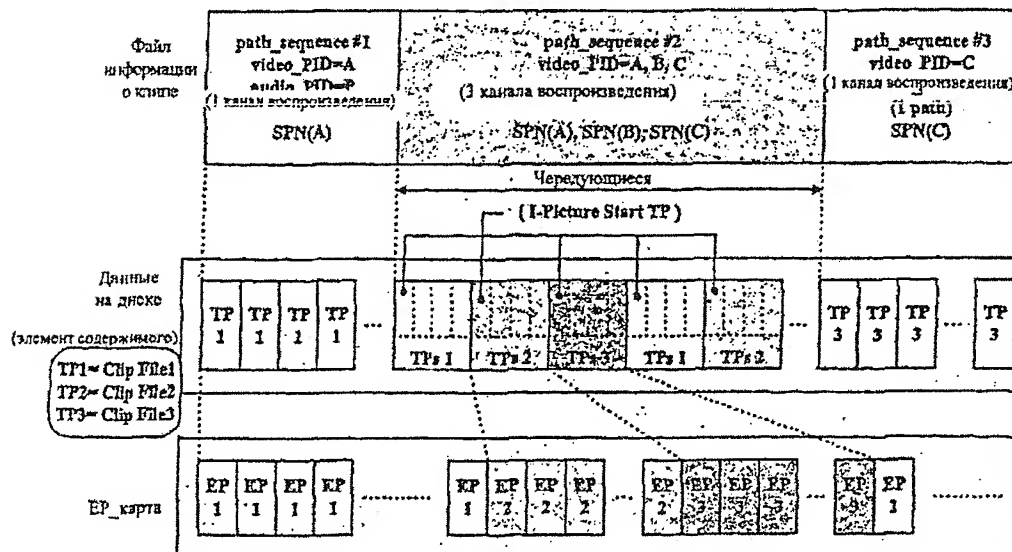 Файл
информации
о клипе
path_sequence #1
video_PID=A
audio_PID=P
(1 канал воспроизведения)
SPN(A)
path_sequence #2
video_PID=A, B, C
(3 канала воспроизведения)
SPN(A), SPN(B), SPN(C)
path_sequence #3
video_PID=C
(1 канал воспроизведения)
(1 path)
SPN(C)
Чередующиеся
( I-Picture Start TP )
Данные
на диске
(элемент содержимого)
TP1= Clip File1
TP2= Clip File2
TP3= Clip File3
TP TP TP TP
1 1 1 1
...
TPs 1 TPs 2 TPs 3 TPs 1 TPs 2
...
TP TP TP
3 3 3
...
TP
3
EP_карта
EP EP EP EP
1 1 1 1
........
EP EP EP EP
1 2 2 2
...
EP EP EP EP
2 3 3 3
...
EP EP
3
........